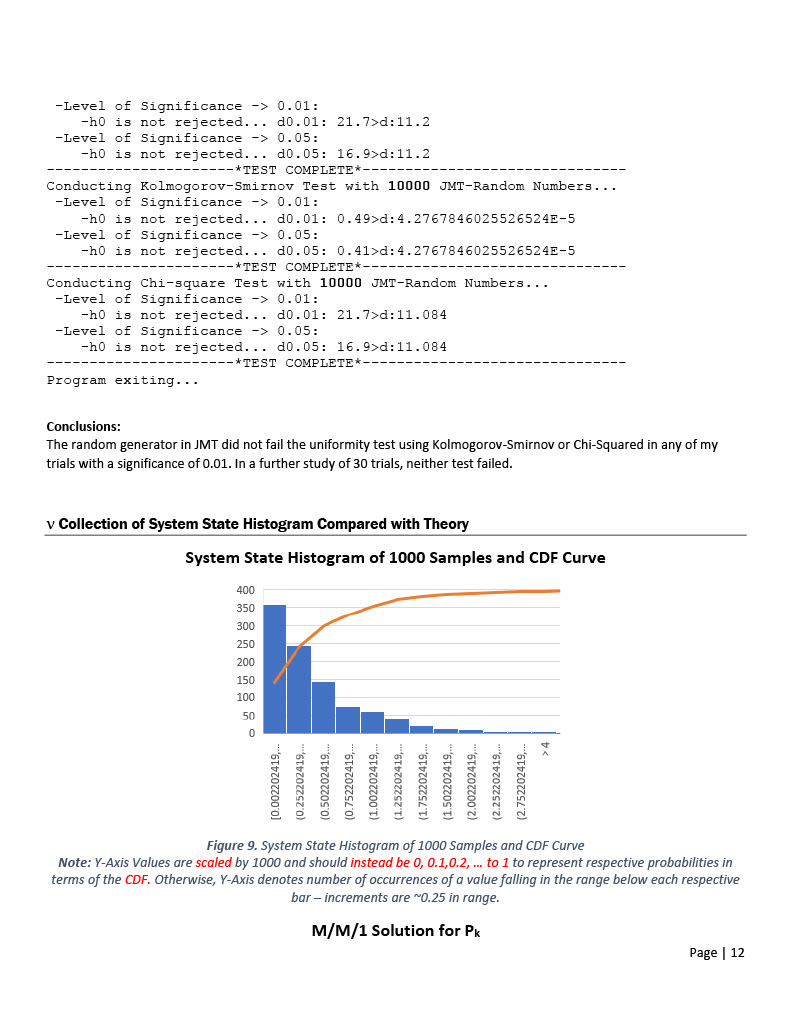 -Level of Significance -> 0.01:
-h0 is not rejected... d0.01: 21.7>d:11.2
-Level of Significance -> 0.05:
-h0 is not rejected... d0.05: 16.9>d:11.2
----------------------*TEST COMPLETE*-------------------------------
Conducting Kolmogorov-Smirnov Test with 10000 JMT-Random Numbers...
-Level of Significance -> 0.01:
-h0 is not rejected... d0.01: 0.49>d:4.2767846025526524E-5
-Level of Significance -> 0.05:
-h0 is not rejected... d0.05: 0.41>d:4.2767846025526524E-5
----------------------*TEST COMPLETE*-------------------------------
Conducting Chi-square Test with 10000 JMT-Random Numbers...
-Level of Significance -> 0.01:
-h0 is not rejected... d0.01: 21.7>d:11.084
-Level of Significance -> 0.05:
-h0 is not rejected... d0.05: 16.9>d:11.084
----------------------*TEST COMPLETE*-------------------------------
Program exiting...
Conclusions:
The random generator in JMT did not fail the uniformity test using Kolmogorov-Smirnov or Chi-Squared in any of my
trials with a significance of 0.01. In a further study of 30 trials, neither test failed.
ν Collection of System State Histogram Compared with Theory
System State Histogram of 1000 Samples and CDF Curve
400
350
300
250
200
150
100
50
0
[0.002202419,...
(0.252202419,...
(0.502202419,...
(0.752202419,...
(1.002202419,...
(1.252202419,...
(1.752202419,...
(1.502202419,...
(2.002202419,...
(2.252202419,...
(2.752202419,...
> 4
Figure 9. System State Histogram of 1000 Samples and CDF Curve
Note: Y-Axis Values are scaled by 1000 and should instead be 0, 0.1,0.2, ... to 1 to represent respective probabilities in
terms of the CDF. Otherwise, Y-Axis denotes number of occurrences of a value falling in the range below each respective
bar – increments are ~0.25 in range.
M/M/1 Solution for Pk
Page | 12